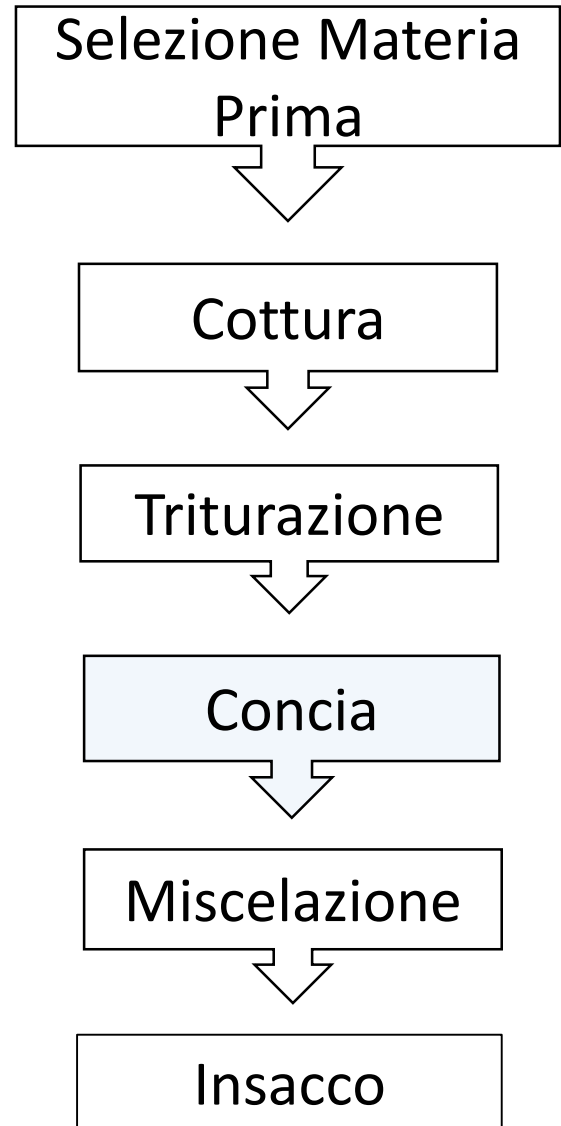 Selezione Materia
Prima
Cottura
Triturazione
Concia
Miscelazione
Insacco